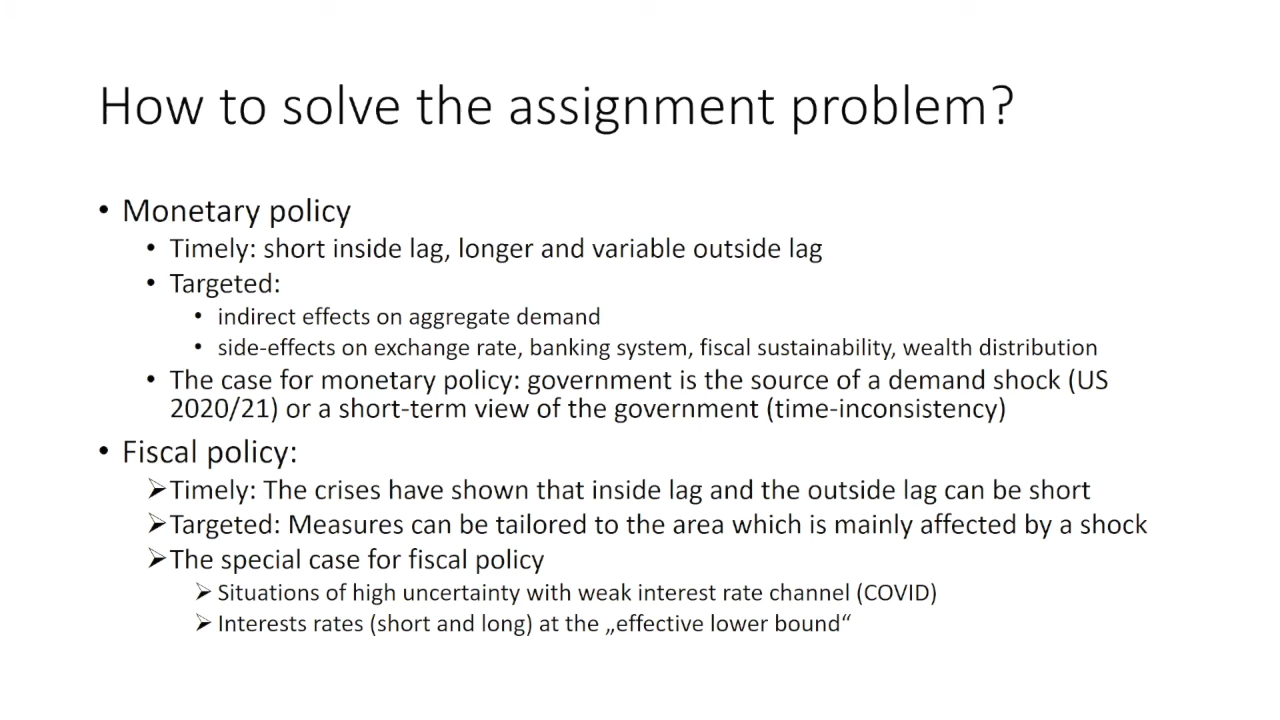 How to solve the assignment problem?
• Monetary policy
• Timely: short inside lag, longer and variable outside lag
• Targeted:
• indirect effects on aggregate demand
• side-effects on exchange rate, banking system, fiscal sustainability, wealth distribution
• The case for monetary policy: government is the source of a demand shock (US
2020/21) or a short-term view of the government (time-inconsistency)
• Fiscal policy:
➢Timely: The crises have shown that inside lag and the outside lag can be short
➢Targeted: Measures can be tailored to the area which is mainly affected by a shock
➢The special case for fiscal policy
➢Situations of high uncertainty with weak interest rate channel (COVID)
➢Interests rates (short and long) at the „effective lower bound“